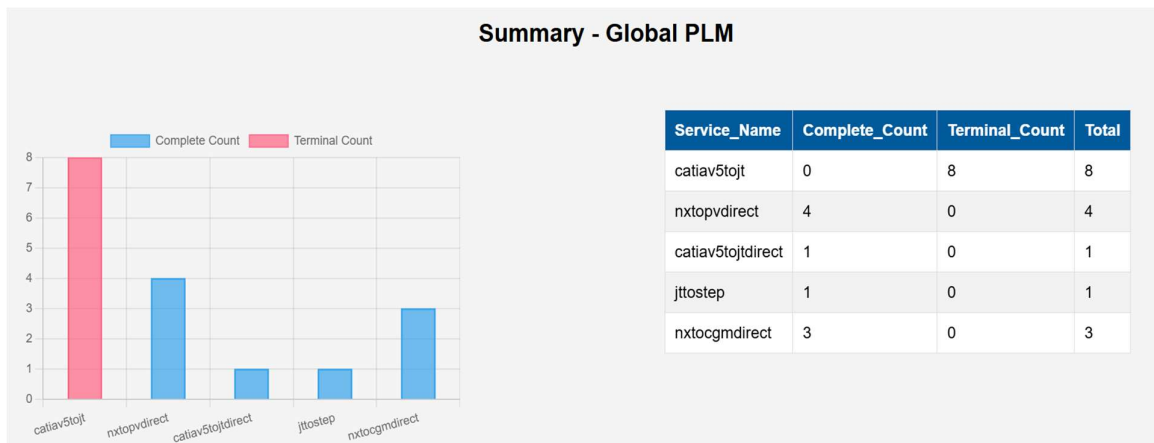 Summary - Global PLM
Complete Count Terminal Count
8
7
6
5
4
3
2
1
0
catiav5tojt nxtopvdirect catiav5tojtdirect jttostep nxtocgmdirect
Service_Name Complete_Count Terminal_Count Total
catiav5tojt 0 8 8
nxtopvdirect 4 0 4
catiav5tojtdirect 1 0 1
jttostep 1 0 1
nxtocgmdirect 3 0 3